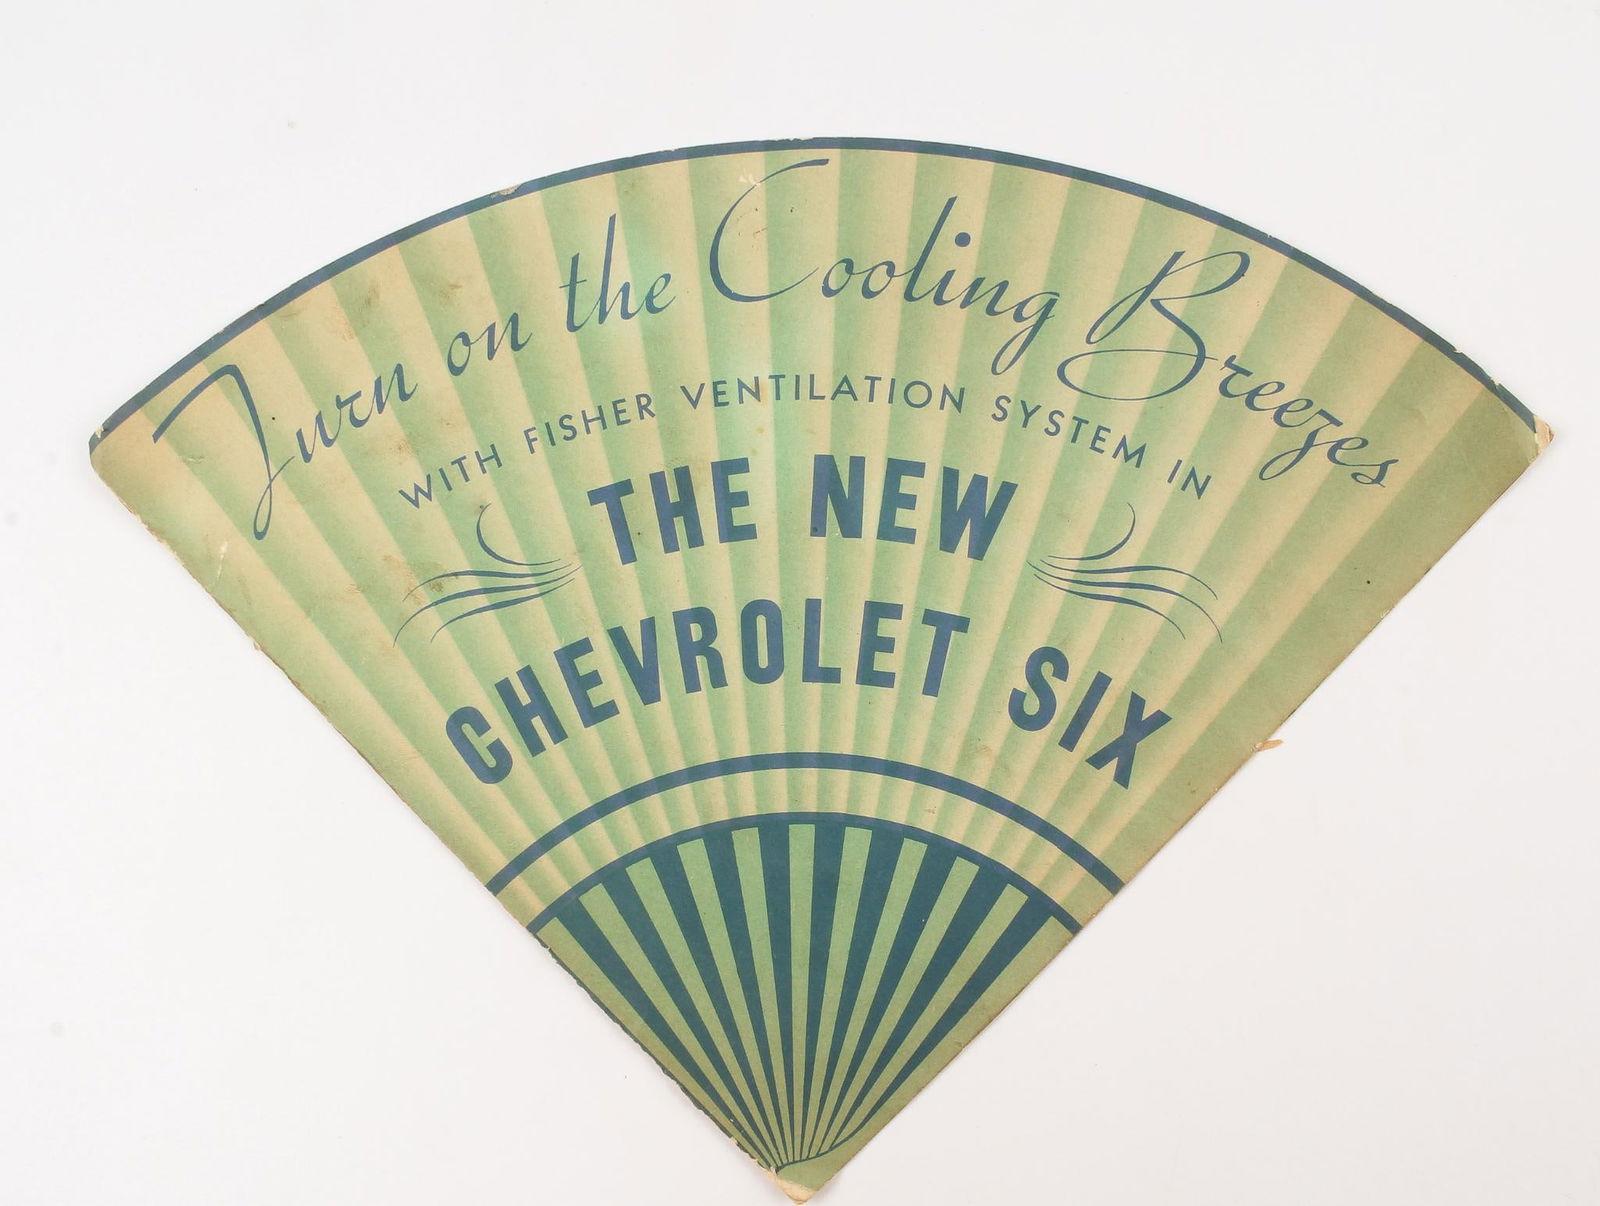 Turn on the Cooling Breezes
WITH FISHER VENTILATION SYSTEM IN
THE NEW
CHEVROLET SIX